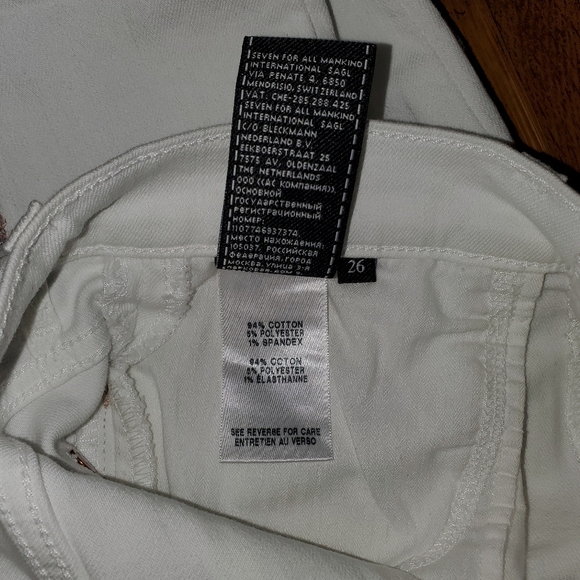 SEVEN FOR ALL MANKIND
INTERNATIONAL SAGL
VIA PENATE 4, 6850
MENDRISIO, SWITZERLAND
VAT: CHE-285.288.425
SEVEN FOR ALL MANKIND
INTERNATIONAL SAGL
C/O BLECKMANN
NEDERLAND B.V.
EEKBOERSTRAAT 25
7575 AV, OLDENZAAL
THE NETHERLANDS
ООО ((АС КОМПАНИЯ)),
ОСНОВНОЙ
ГОСУДАРСТВЕННЫЙ
РЕГИСТРАЦИОННЫЙ
НОМЕР:
1107746937374,
МЕСТО НАХОЖДЕНИЯ:
105037, РОССИЙСКАЯ
ФЕДЕРАЦИЯ, ГОРОД
МОСКВА, УЛИЦА 3-Я
26
94% COTTON
5% POLYESTER
1% SPANDEX
94% COTON
5% POLYESTER
1% ÉLASTHANNE
SEE REVERSE FOR CARE
ENTRETIEN AU VERSO